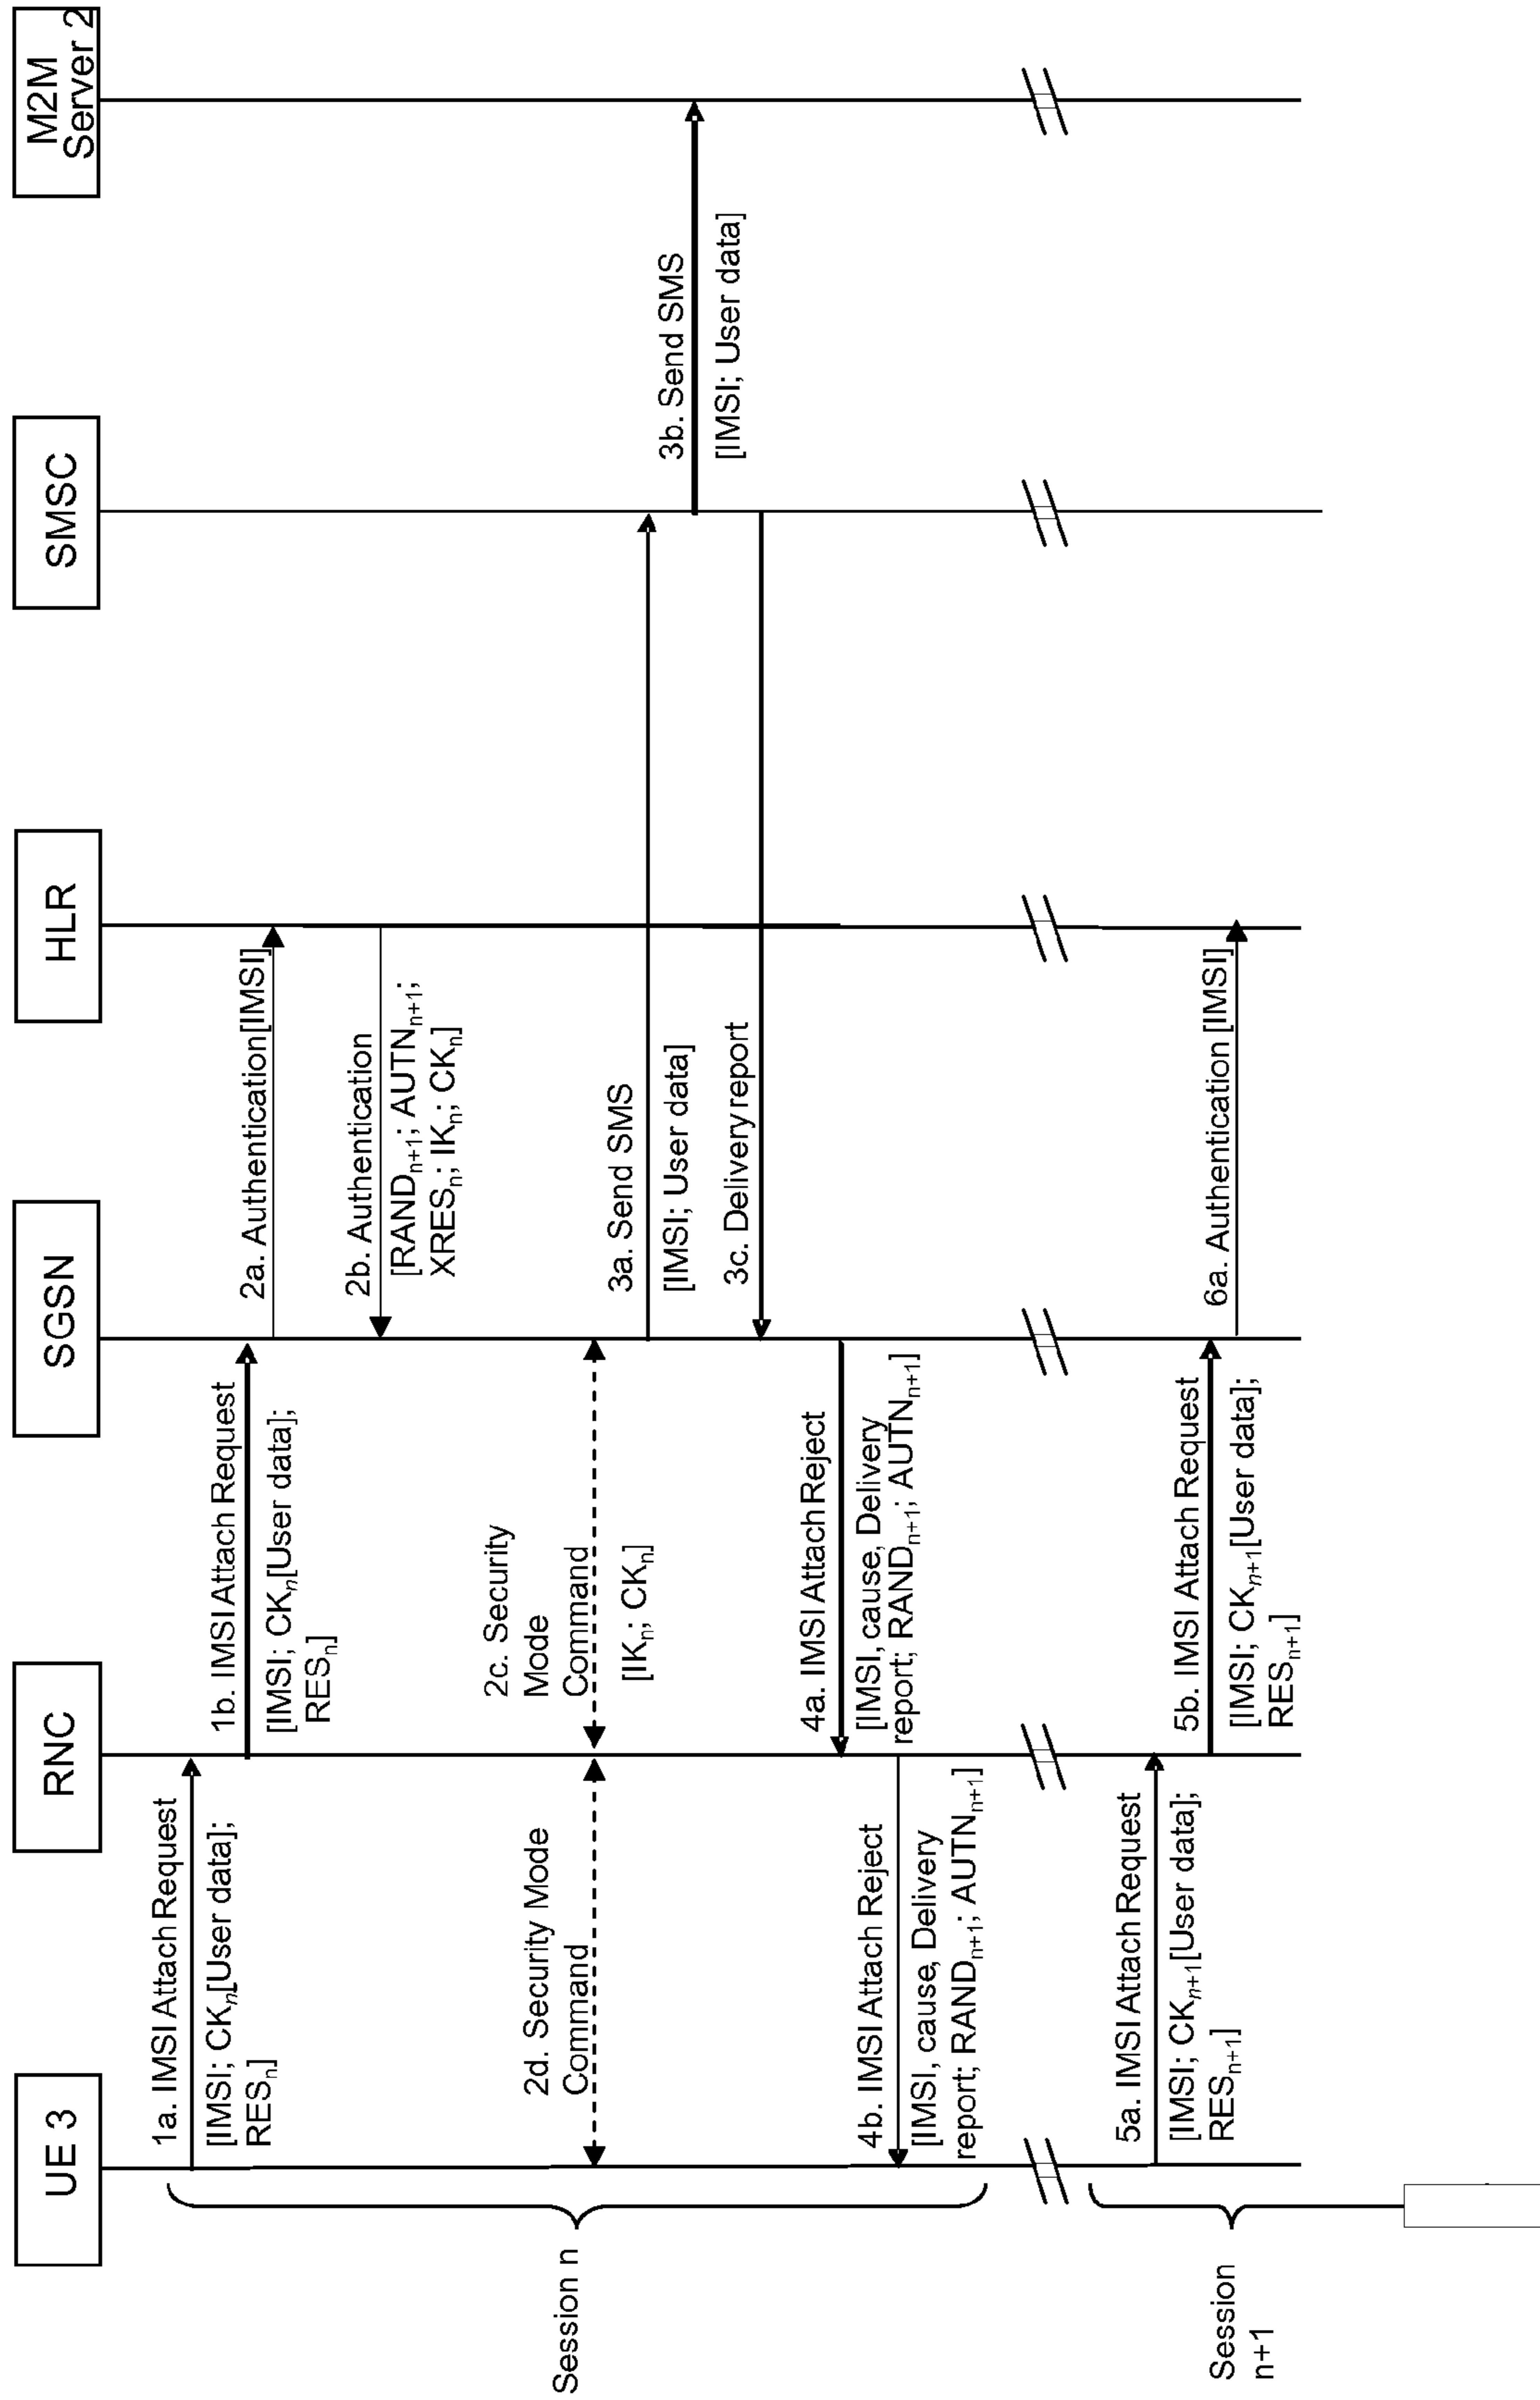 UE 3
RNC
SGSN
HLR
SMSC
M2M
Server 2
1a. IMSI Attach Request
[IMSI; CKn[User data];
RESn]
1b. IMSI Attach Request
[IMSI; CKn[User data];
RESn]
2a. Authentication[IMSI]
2b. Authentication
[RANDn+1; AUTNn+1;
XRESn; IKn; CKn]
2c. Security
Mode
Command
[IKn; CKn]
2d. Security Mode
Command
3a. Send SMS
[IMSI; User data]
3b. Send SMS
[IMSI; User data]
3c. Delivery report
4a. IMSI Attach Reject
[IMSI, cause, Delivery
report; RANDn+1; AUTNn+1]
4b. IMSI Attach Reject
[IMSI, cause, Delivery
report; RANDn+1; AUTNn+1]
Session n
5a. IMSI Attach Request
[IMSI; CKn+1[User data];
RESn+1]
5b. IMSI Attach Request
[IMSI; CKn+1[User data];
RESn+1]
6a. Authentication [IMSI]
Session
n+1